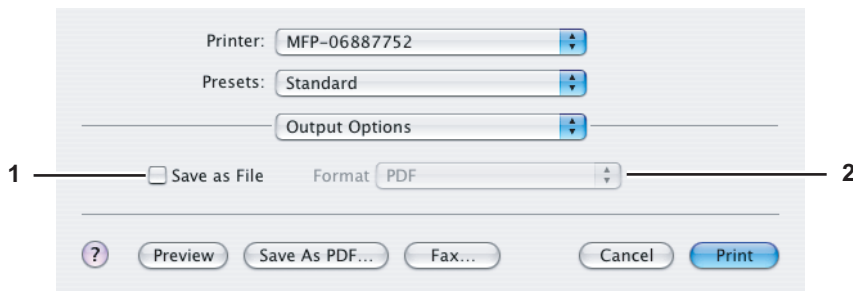 Printer: MFP-06887752
Presets: Standard
Output Options
1 Save as File Format PDF 2
? Preview Save As PDF... Fax... Cancel Print